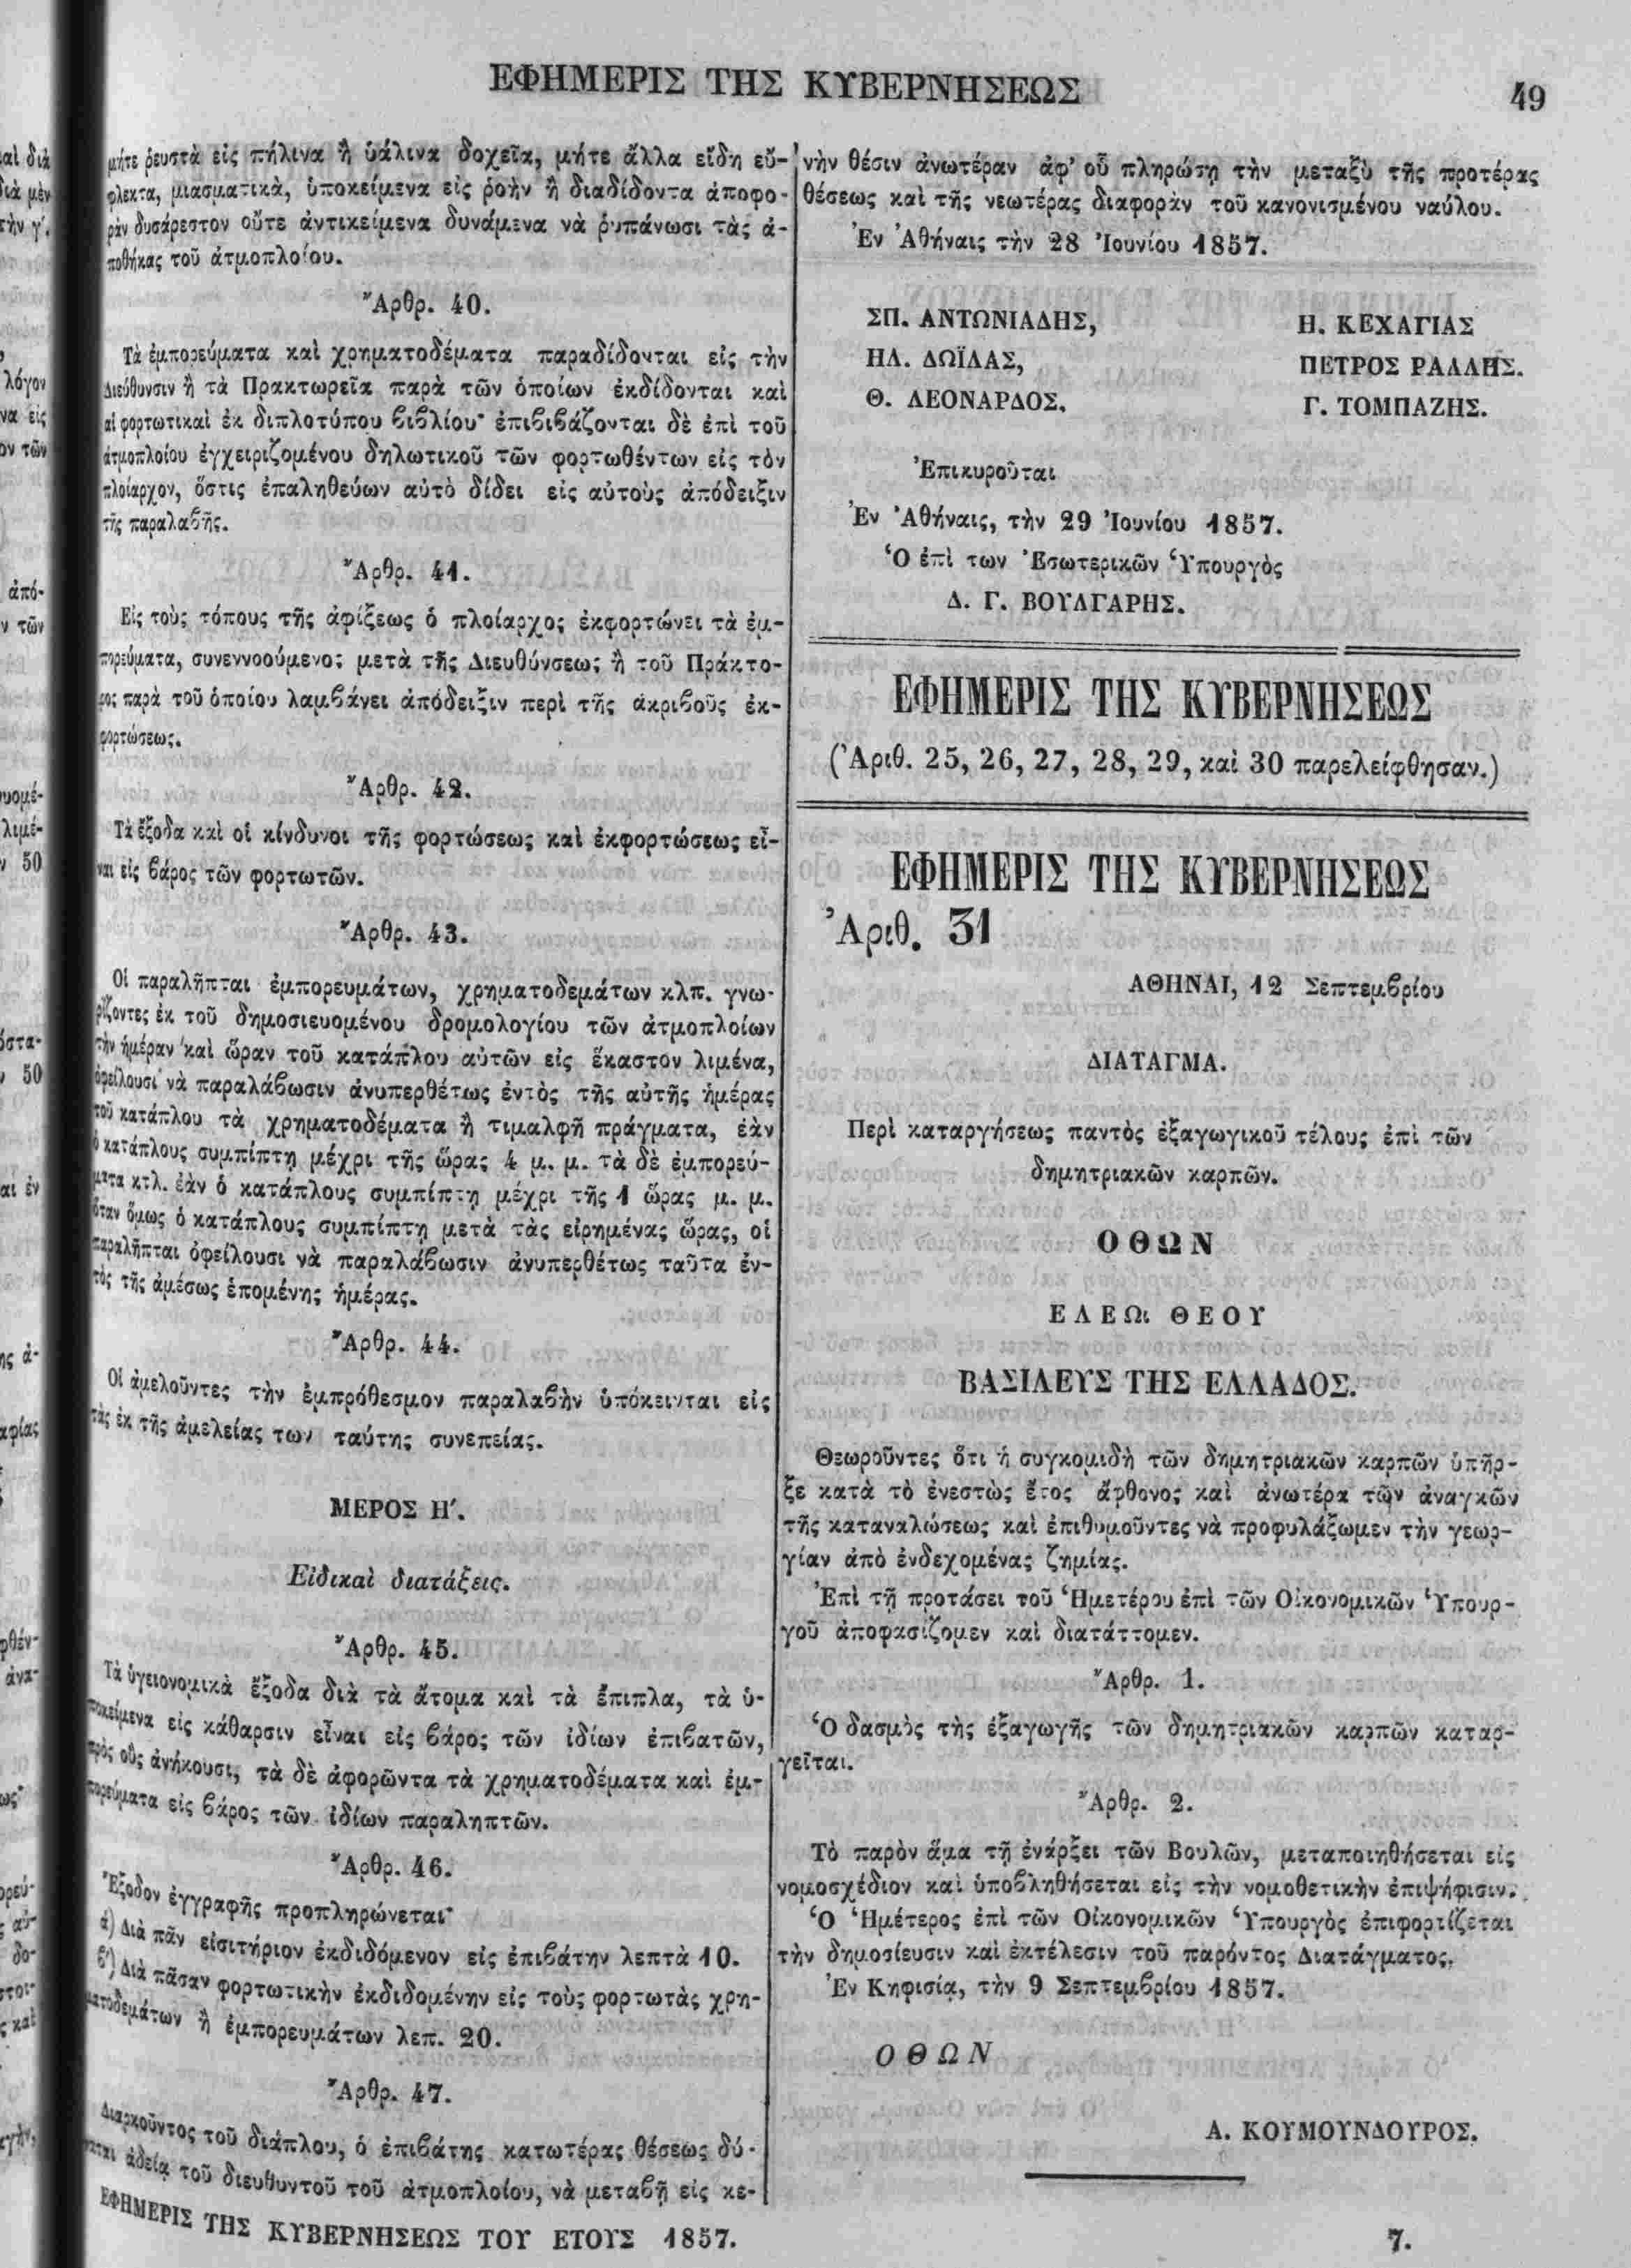 ΕΦΗΜΕΡΙΣ ΤΗΣ ΚΥΒΕΡΝΗΣΕΩΣ
49
μήτε ῥευστὰ εἰς πήλινα ἢ ὑάλινα δοχεῖα, μήτε ἄλλα εἴδη εὔ-
φλεκτα, μιασματικὰ, ὑποκείμενα εἰς ῥοὴν ἢ διαδίδοντα ἀποφο-
ρὰν δυσάρεστον οὔτε ἀντικείμενα δυνάμενα νὰ ῥυπάνωσι τὰς ἀ-
ποθήκας τοῦ ἀτμοπλοίου.
Ἄρθρ. 40.
Τὰ ἐμπορεύματα καὶ χρηματοδέματα παραδίδονται εἰς τὴν
Διεύθυνσιν ἢ τὰ Πρακτωρεῖα παρὰ τῶν ὁποίων ἐκδίδονται καὶ
αἱ φορτωτικαὶ ἐκ διπλοτύπου βιβλίου· ἐπιβιβάζονται δὲ ἐπὶ τοῦ
ἀτμοπλοίου ἐγχειριζομένου δηλωτικοῦ τῶν φορτωθέντων εἰς τὸν
πλοίαρχον, ὅστις ἐπαληθεύων αὐτὸ δίδει εἰς αὐτοὺς ἀπόδειξιν
τῆς παραλαβῆς.
Ἄρθρ. 41.
Εἰς τοὺς τόπους τῆς ἀφίξεως ὁ πλοίαρχος ἐκφορτώνει τὰ ἐμ-
πορεύματα, συνεννοούμενος μετὰ τῆς Διευθύνσεως ἢ τοῦ Πράκτο-
ρος παρὰ τοῦ ὁποίου λαμβάνει ἀπόδειξιν περὶ τῆς ἀκριβοῦς ἐκ-
φορτώσεως.
Ἄρθρ. 42.
Τὰ ἔξοδα καὶ οἱ κίνδυνοι τῆς φορτώσεως καὶ ἐκφορτώσεως εἶ-
ναι εἰς βάρος τῶν φορτωτῶν.
Ἄρθρ. 43.
Οἱ παραλῆπται ἐμπορευμάτων, χρηματοδεμάτων κλπ. γνω-
ρίζοντες ἐκ τοῦ δημοσιευομένου δρομολογίου τῶν ἀτμοπλοίων
τὴν ἡμέραν καὶ ὥραν τοῦ κατάπλου αὐτῶν εἰς ἕκαστον λιμένα,
ὀφείλουσι νὰ παραλάβωσιν ἀνυπερθέτως ἐντὸς τῆς αὐτῆς ἡμέρας
τοῦ κατάπλου τὰ χρηματοδέματα ἢ τιμαλφῆ πράγματα, ἐὰν
ὁ κατάπλους συμπίπτῃ μέχρι τῆς ὥρας 4 μ. μ. τὰ δὲ ἐμπορεύ-
ματα κτλ. ἐὰν ὁ κατάπλους συμπίπτῃ μέχρι τῆς 1 ὥρας μ. μ.
ὅταν ὅμως ὁ κατάπλους συμπίπτῃ μετὰ τὰς εἰρημένας ὥρας, οἱ
παραλῆπται ὀφείλουσι νὰ παραλάβωσιν ἀνυπερθέτως ταῦτα ἐν-
τὸς τῆς ἀμέσως ἑπομένης ἡμέρας.
Ἄρθρ. 44.
Οἱ ἀμελοῦντες τὴν ἐμπρόθεσμον παραλαβὴν ὑπόκεινται εἰς
τὰς ἐκ τῆς ἀμελείας των ταύτης συνεπείας.
ΜΕΡΟΣ Η΄.
Εἰδικαὶ διατάξεις.
Ἄρθρ. 45.
Τὰ ὑγειονομικὰ ἔξοδα διὰ τὰ ἄτομα καὶ τὰ ἔπιπλα, τὰ ὑ-
ποκείμενα εἰς κάθαρσιν εἶναι εἰς βάρος τῶν ἰδίων ἐπιβατῶν,
πρὸς οὓς ἀνήκουσι, τὰ δὲ ἀφορῶντα τὰ χρηματοδέματα καὶ ἐμ-
πορεύματα εἰς βάρος τῶν ἰδίων παραληπτῶν.
Ἄρθρ. 46.
Ἔξοδον ἐγγραφῆς προπληρώνεται·
ά) Διὰ πᾶν εἰσιτήριον ἐκδιδόμενον εἰς ἐπιβάτην λεπτὰ 10.
β΄) Διὰ πᾶσαν φορτωτικὴν ἐκδιδομένην εἰς τοὺς φορτωτὰς χρη-
ματοδεμάτων ἢ ἐμπορευμάτων λεπ. 20.
Ἄρθρ. 47.
Διαρκοῦντος τοῦ διάπλου, ὁ ἐπιβάτης κατωτέρας θέσεως δύ-
ναται ἀδείᾳ τοῦ διευθυντοῦ τοῦ ἀτμοπλοίου, νὰ μεταβῇ εἰς κε-
ΕΦΗΜΕΡΙΣ ΤΗΣ ΚΥΒΕΡΝΗΣΕΩΣ ΤΟΥ ΕΤΟΥΣ 1857.
νὴν θέσιν ἀνωτέραν ἀφ' οὗ πληρώσῃ τὴν μεταξὺ τῆς προτέρας
θέσεως καὶ τῆς νεωτέρας διαφορὰν τοῦ κανονισμένου ναύλου.
Ἐν Ἀθήναις τὴν 28 Ἰουνίου 1857.
ΣΠ. ΑΝΤΩΝΙΑΔΗΣ, Η. ΚΕΧΑΓΙΑΣ
ΗΛ. ΔΩΪΔΑΣ, ΠΕΤΡΟΣ ΡΑΛΛΗΣ.
Θ. ΛΕΟΝΑΡΔΟΣ, Γ. ΤΟΜΠΑΖΗΣ.
Ἐπικυροῦται
Ἐν Ἀθήναις, τὴν 29 Ἰουνίου 1857.
Ὁ ἐπὶ των Ἐσωτερικῶν Ὑπουργὸς
Δ. Γ. ΒΟΥΛΓΑΡΗΣ.
ΕΦΗΜΕΡΙΣ ΤΗΣ ΚΥΒΕΡΝΗΣΕΩΣ
(Ἀριθ. 25, 26, 27, 28, 29, καὶ 30 παρελείφθησαν.)
ΕΦΗΜΕΡΙΣ ΤΗΣ ΚΥΒΕΡΝΗΣΕΩΣ
Ἀριθ. 31
ΑΘΗΝΑΙ, 12 Σεπτεμβρίου
ΔΙΑΤΑΓΜΑ.
Περὶ καταργήσεως παντὸς ἐξαγωγικοῦ τέλους ἐπὶ τῶν
δημητριακῶν καρπῶν.
ΟΘΩΝ
ΕΛΕΩι ΘΕΟΥ
ΒΑΣΙΛΕΥΣ ΤΗΣ ΕΛΛΑΔΟΣ.
Θεωροῦντες ὅτι ἡ συγκομιδὴ τῶν δημητριακῶν καρπῶν ὑπῆρ-
ξε κατὰ τὸ ἐνεστὼς ἔτος ἄφθονος καὶ ἀνωτέρα τῶν ἀναγκῶν
τῆς καταναλώσεως καὶ ἐπιθυμοῦντες νὰ προφυλάξωμεν τὴν γεωρ-
γίαν ἀπὸ ἐνδεχομένας ζημίας.
Ἐπὶ τῇ προτάσει τοῦ Ἡμετέρου ἐπὶ τῶν Οἰκονομικῶν Ὑπουρ-
γοῦ ἀποφασίζομεν καὶ διατάττομεν.
Ἄρθρ. 1.
Ὁ δασμὸς τῆς ἐξαγωγῆς τῶν δημητριακῶν καρπῶν καταρ-
γεῖται.
Ἄρθρ. 2.
Τὸ παρὸν ἅμα τῇ ἐνάρξει τῶν Βουλῶν, μεταποιηθήσεται εἰς
νομοσχέδιον καὶ ὑποβληθήσεται εἰς τὴν νομοθετικὴν ἐπιψήφισιν.
Ὁ Ἡμέτερος ἐπὶ τῶν Οἰκονομικῶν Ὑπουργὸς ἐπιφορτίζεται
τὴν δημοσίευσιν καὶ ἐκτέλεσιν τοῦ παρόντος Διατάγματος.
Ἐν Κηφισίᾳ, τὴν 9 Σεπτεμβρίου 1857.
ΟΘΩΝ
Α. ΚΟΥΜΟΥΝΔΟΥΡΟΣ.
7.